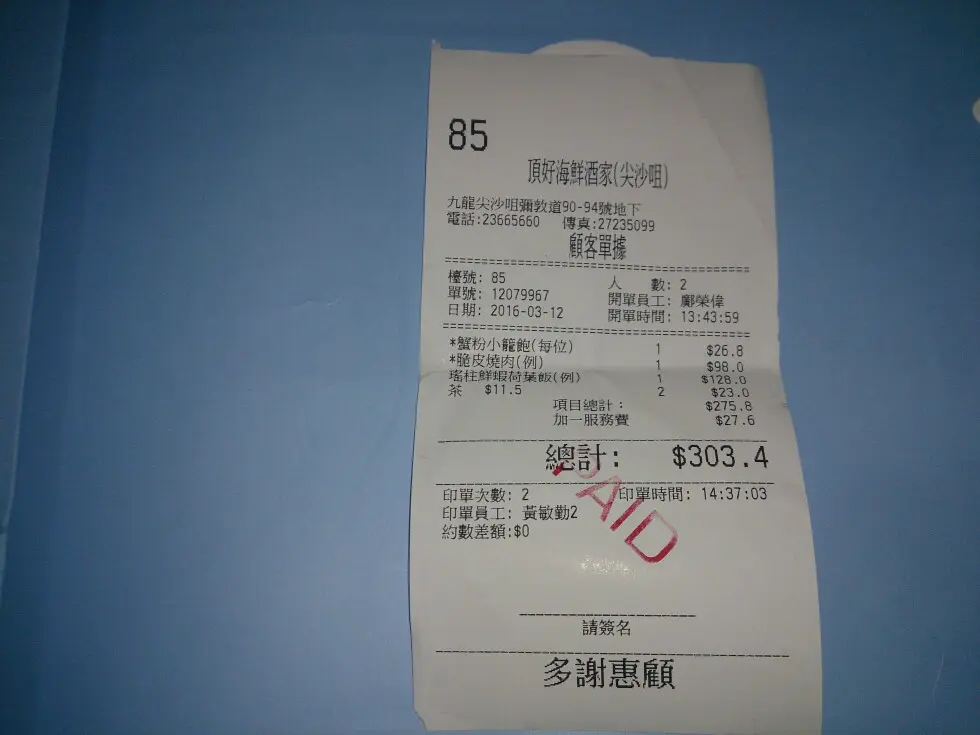 85
頂好海鮮酒家(尖沙咀)
九龍尖沙咀彌敦道90-94號地下
電話:23665660 傳真:27235099
顧客單據
檯號: 85 人 數: 2
單號: 12079967 開單員工: 鄺榮偉
日期: 2016-03-12 開單時間: 13:43:59
*蟹粉小籠飽(每位) 1 $26.8
*脆皮燒肉(例) 1 $98.0
瑤柱鮮蝦荷葉飯(例) 1 $128.0
茶 $11.5 2 $23.0
項目總計: $275.8
加一服務費 $27.6
總計: $303.4
PAID
印單次數: 2 印單時間: 14:37:03
印單員工: 黃敏勤2
約數差額:$0
請簽名
多謝惠顧